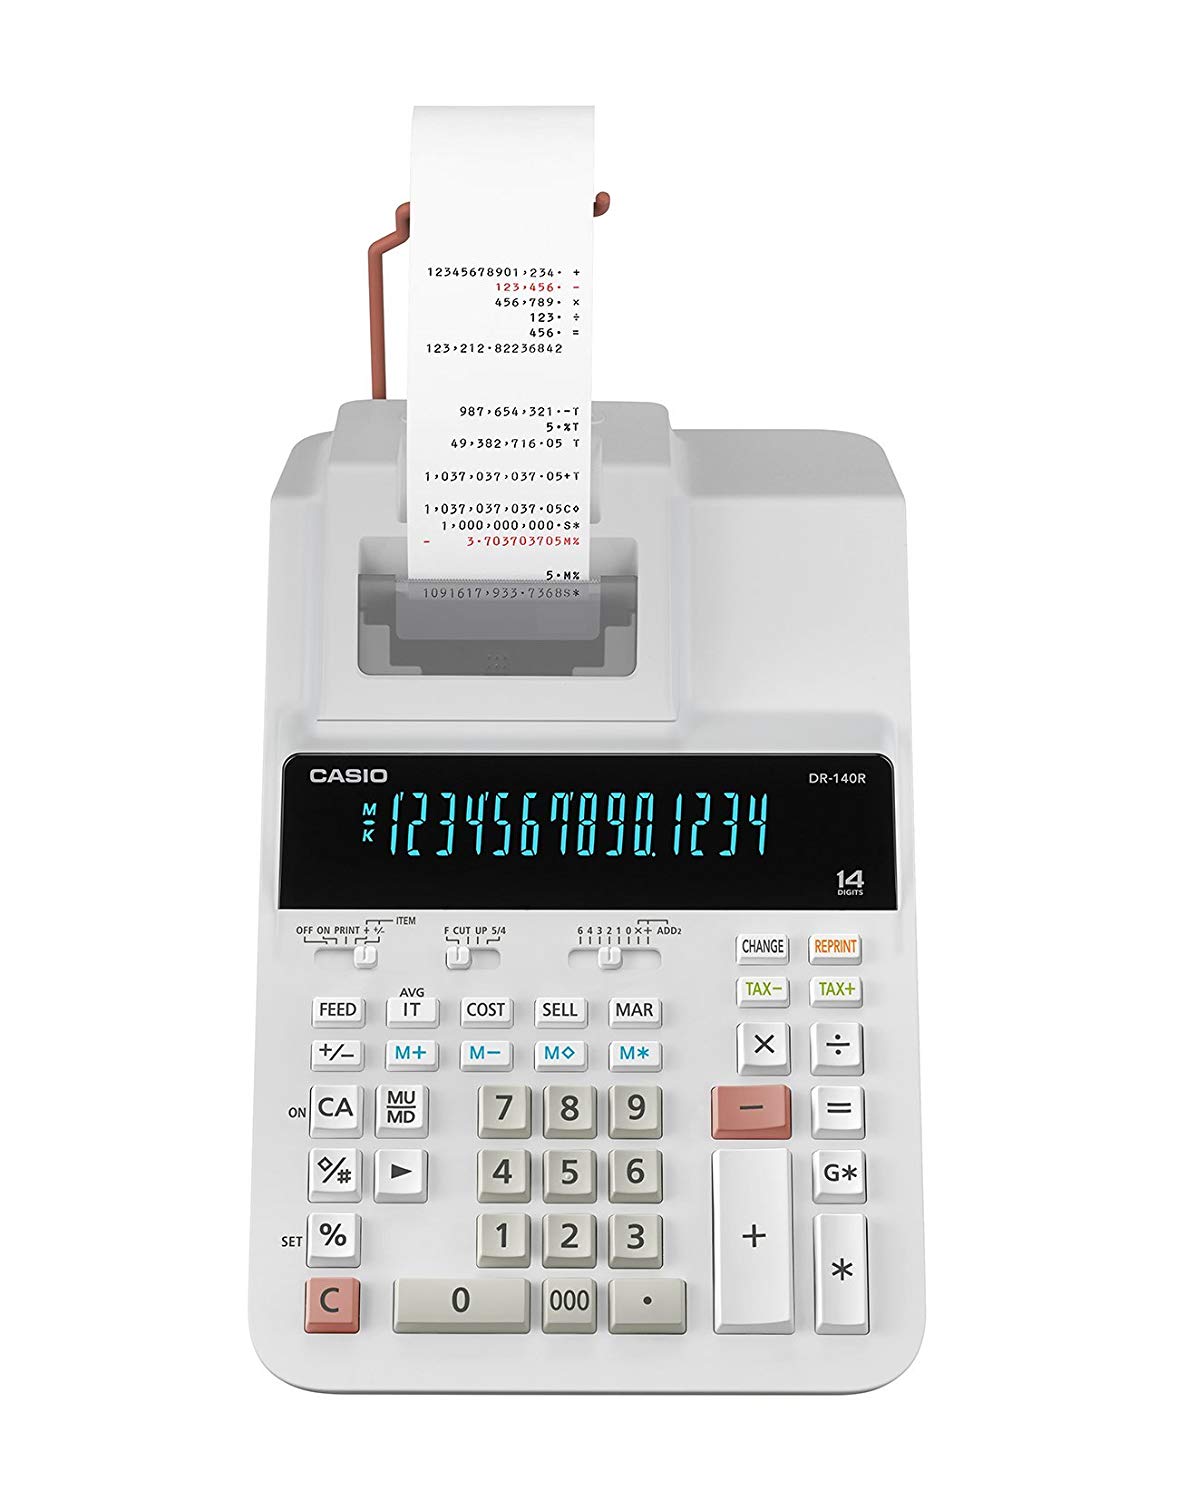 12345678901,234. +
123,456. -
456,789. ×
123. ÷
456. =
123,212.82236842
987,654,321.-T
5.%T
49,382,716.05 T
1,037,037,037.05+T
1,037,037,037.05C◇
1,000,000,000.S*
- 3.703703705M%
5.M%
1091617,933.7368S*
CASIO DR-140R
M
-
K
1'234'567'890.1234
14
DIGITS
ITEM
OFF ON PRINT + +/- F CUT UP 5/4 6 4 3 2 1 0 × + ADD2
CHANGE REPRINT
TAX- TAX+
AVG
FEED IT COST SELL MAR
+/- M+ M- M◇ M*
× ÷
ON CA MU/MD 7 8 9 - =
◇/# ▶ 4 5 6 G*
SET % 1 2 3 + *
C 0 000 .